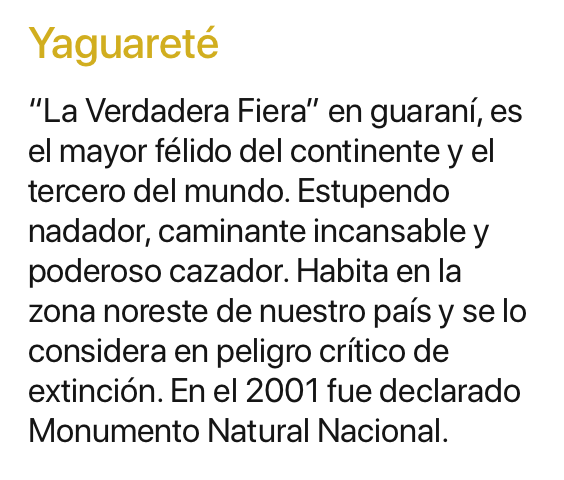 Yaguareté
“La Verdadera Fiera” en guaraní, es
el mayor félido del continente y el
tercero del mundo. Estupendo
nadador, caminante incansable y
poderoso cazador. Habita en la
zona noreste de nuestro país y se lo
considera en peligro crítico de
extinción. En el 2001 fue declarado
Monumento Natural Nacional.